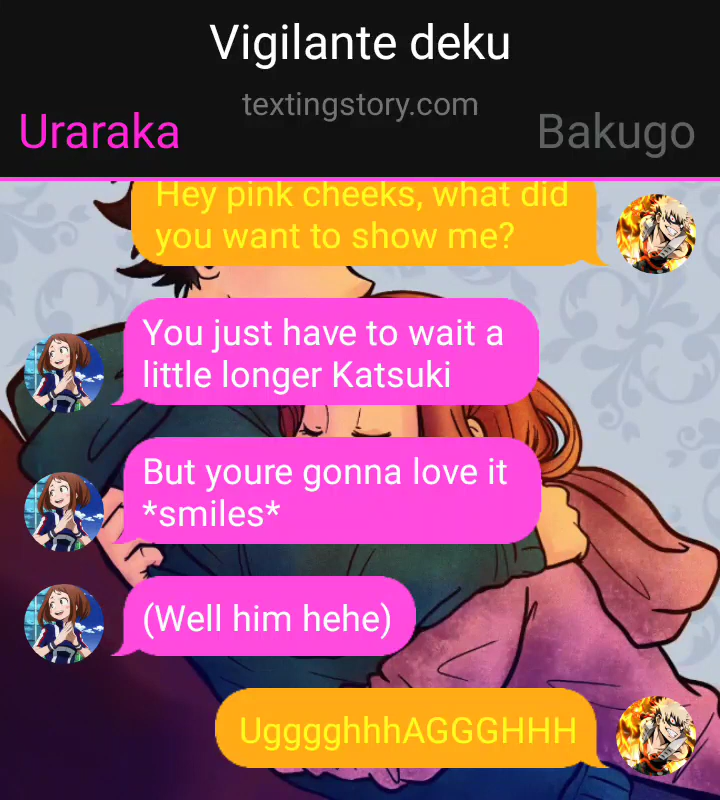 Vigilante deku
textingstory.com
Uraraka
Bakugo
Hey pink cheeks, what did
you want to show me?
You just have to wait a
little longer Katsuki
But youre gonna love it
*smiles*
(Well him hehe)
UgggghhhAGGGHHH